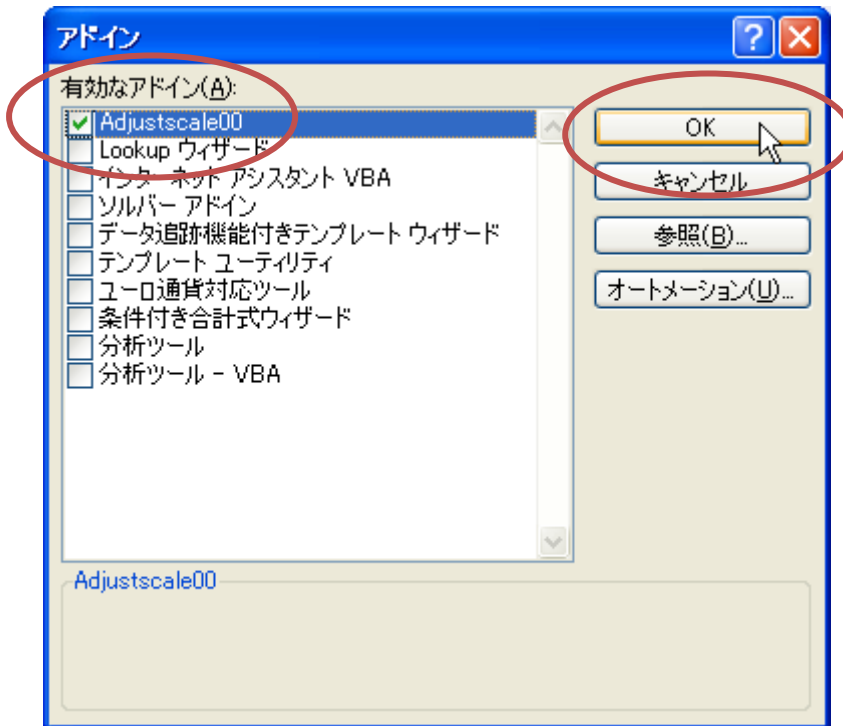 アドイン
有効なアドイン(A):
Adjustscale00
Lookup ウィザード
インターネット アシスタント VBA
ソルバー アドイン
データ追跡機能付きテンプレート ウィザード
テンプレート ユーティリティ
ユーロ通貨対応ツール
条件付き合計式ウィザード
分析ツール
分析ツール - VBA
OK
キャンセル
参照(B)...
オートメーション(U)...
Adjustscale00